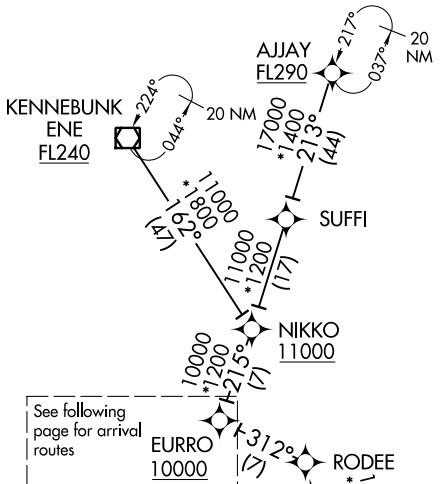 AJJAY
FL290
217°
037°
20
NM
KENNEBUNK
ENE
FL240
224°
044°
20 NM
17000
*1400
213°
(44)
11000
*1800
162°
(47)
SUFFI
11000
*1200
(17)
NIKKO
11000
10000
*1200
215°
(7)
See following
page for arrival
routes
EURRO
10000
312°
(7)
RODEE
*1